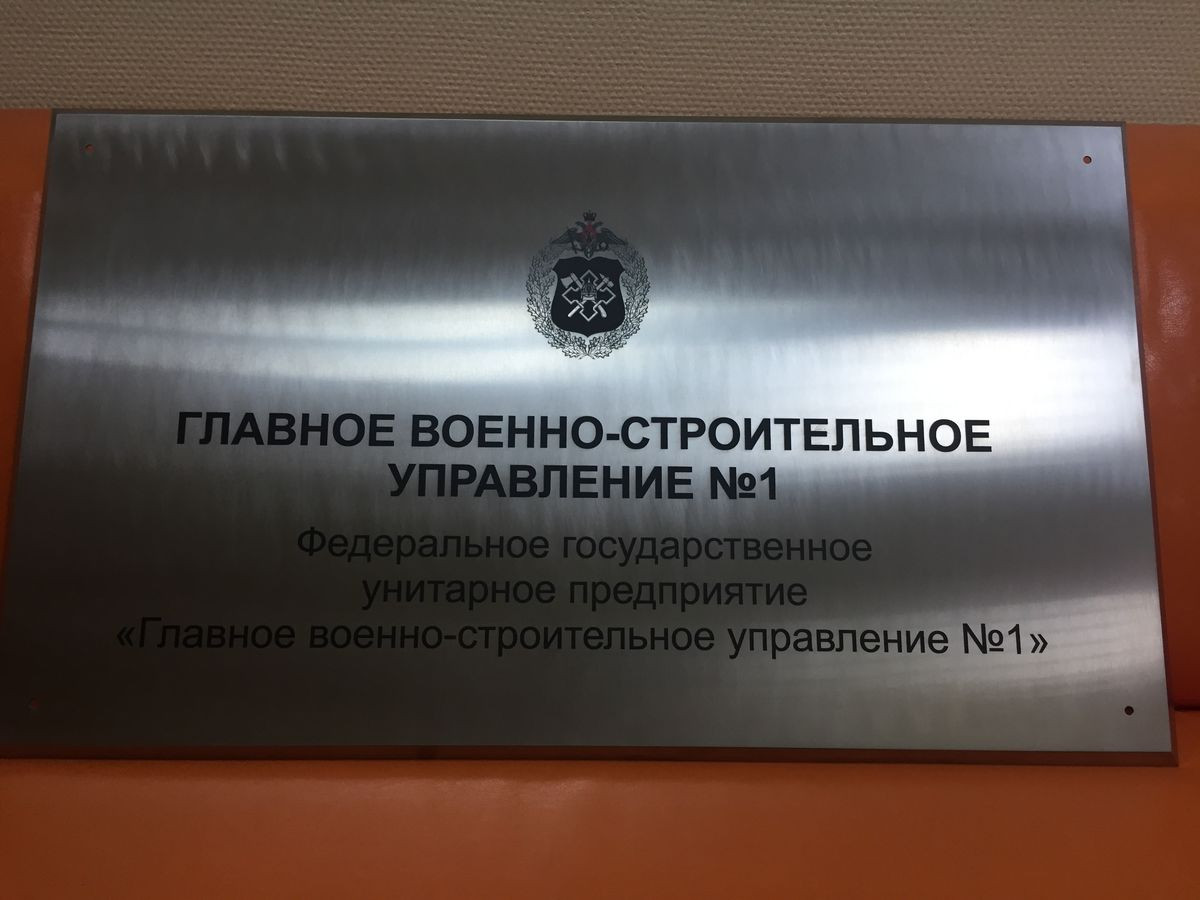 ГЛАВНОЕ ВОЕННО-СТРОИТЕЛЬНОЕ
УПРАВЛЕНИЕ №1
Федеральное государственное
унитарное предприятие
«Главное военно-строительное управление №1»